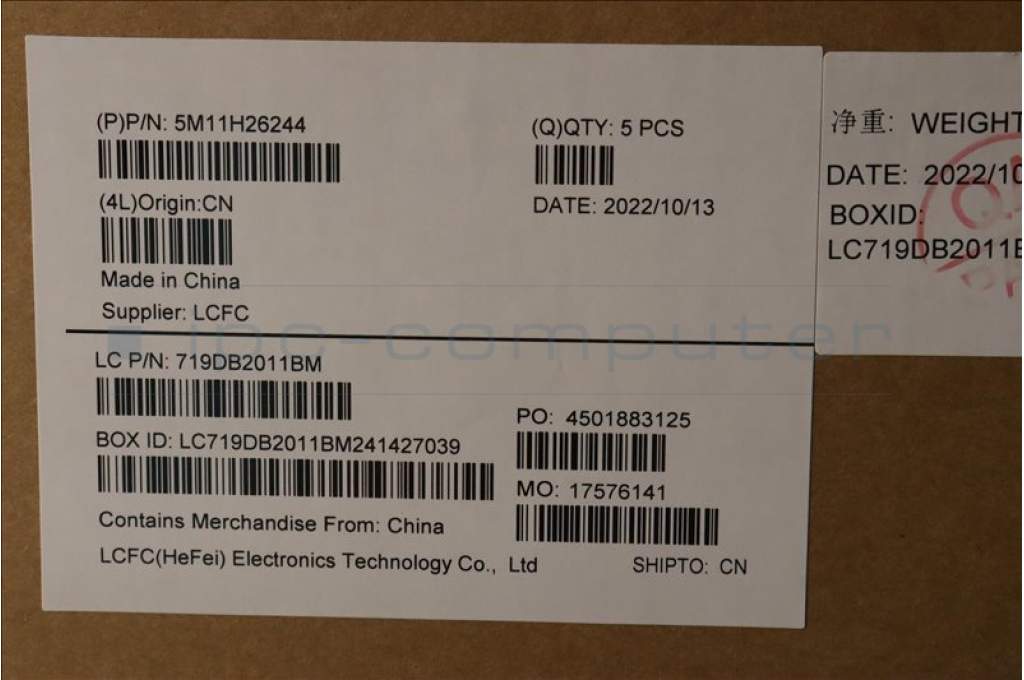 (P)P/N: 5M11H26244
(Q)QTY: 5 PCS
(4L)Origin:CN
DATE: 2022/10/13
Made in China
Supplier: LCFC
LC P/N: 719DB2011BM
PO: 4501883125
BOX ID: LC719DB2011BM241427039
MO: 17576141
Contains Merchandise From: China
LCFC(HeFei) Electronics Technology Co., Ltd
SHIPTO: CN
净重: WEIGHT
DATE: 2022/10
BOXID:
LC719DB2011B
ipc-computer